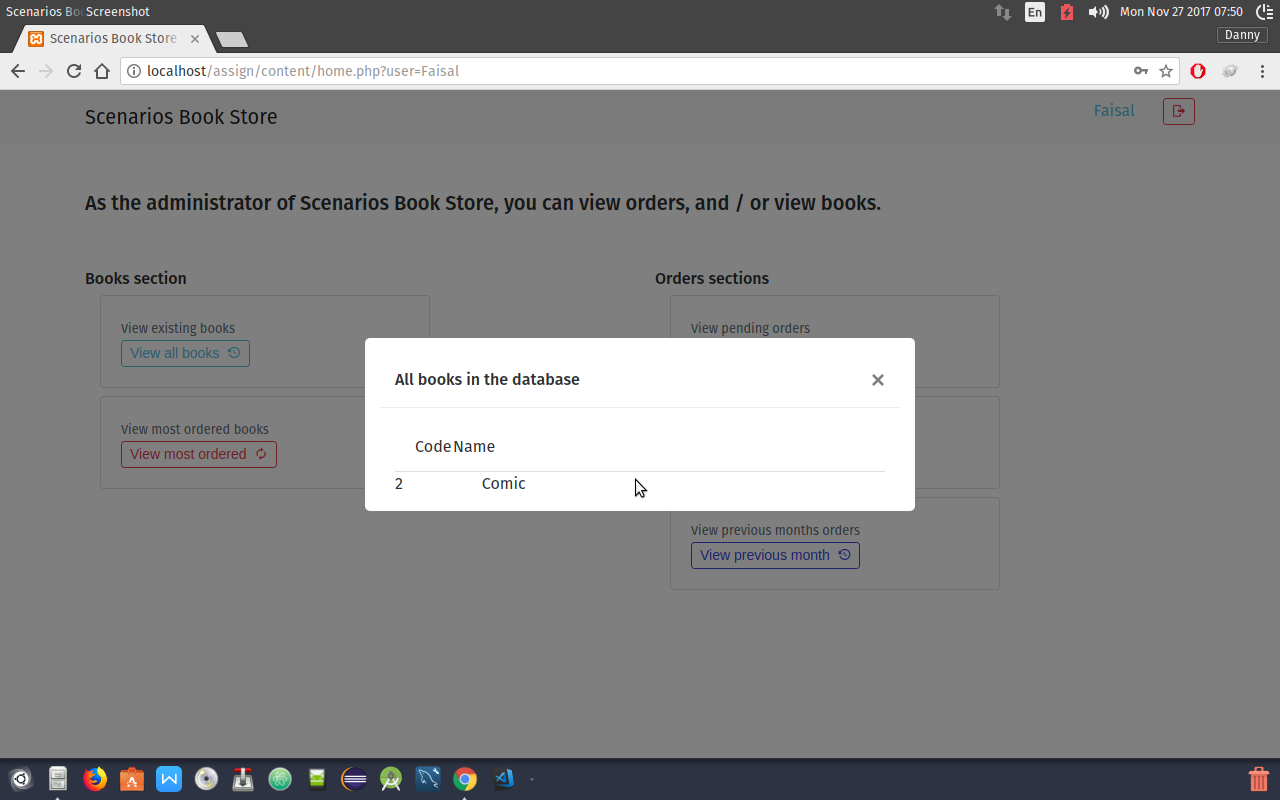 Scenarios Bo Screenshot
En
Mon Nov 27 2017 07:50
Scenarios Book Store
Danny
localhost/assign/content/home.php?user=Faisal
Scenarios Book Store
Faisal
As the administrator of Scenarios Book Store, you can view orders, and / or view books.
Books section
Orders sections
View existing books
View all books
View pending orders
View most ordered books
View most ordered
All books in the database
Code Name
2 Comic
View previous months orders
View previous month